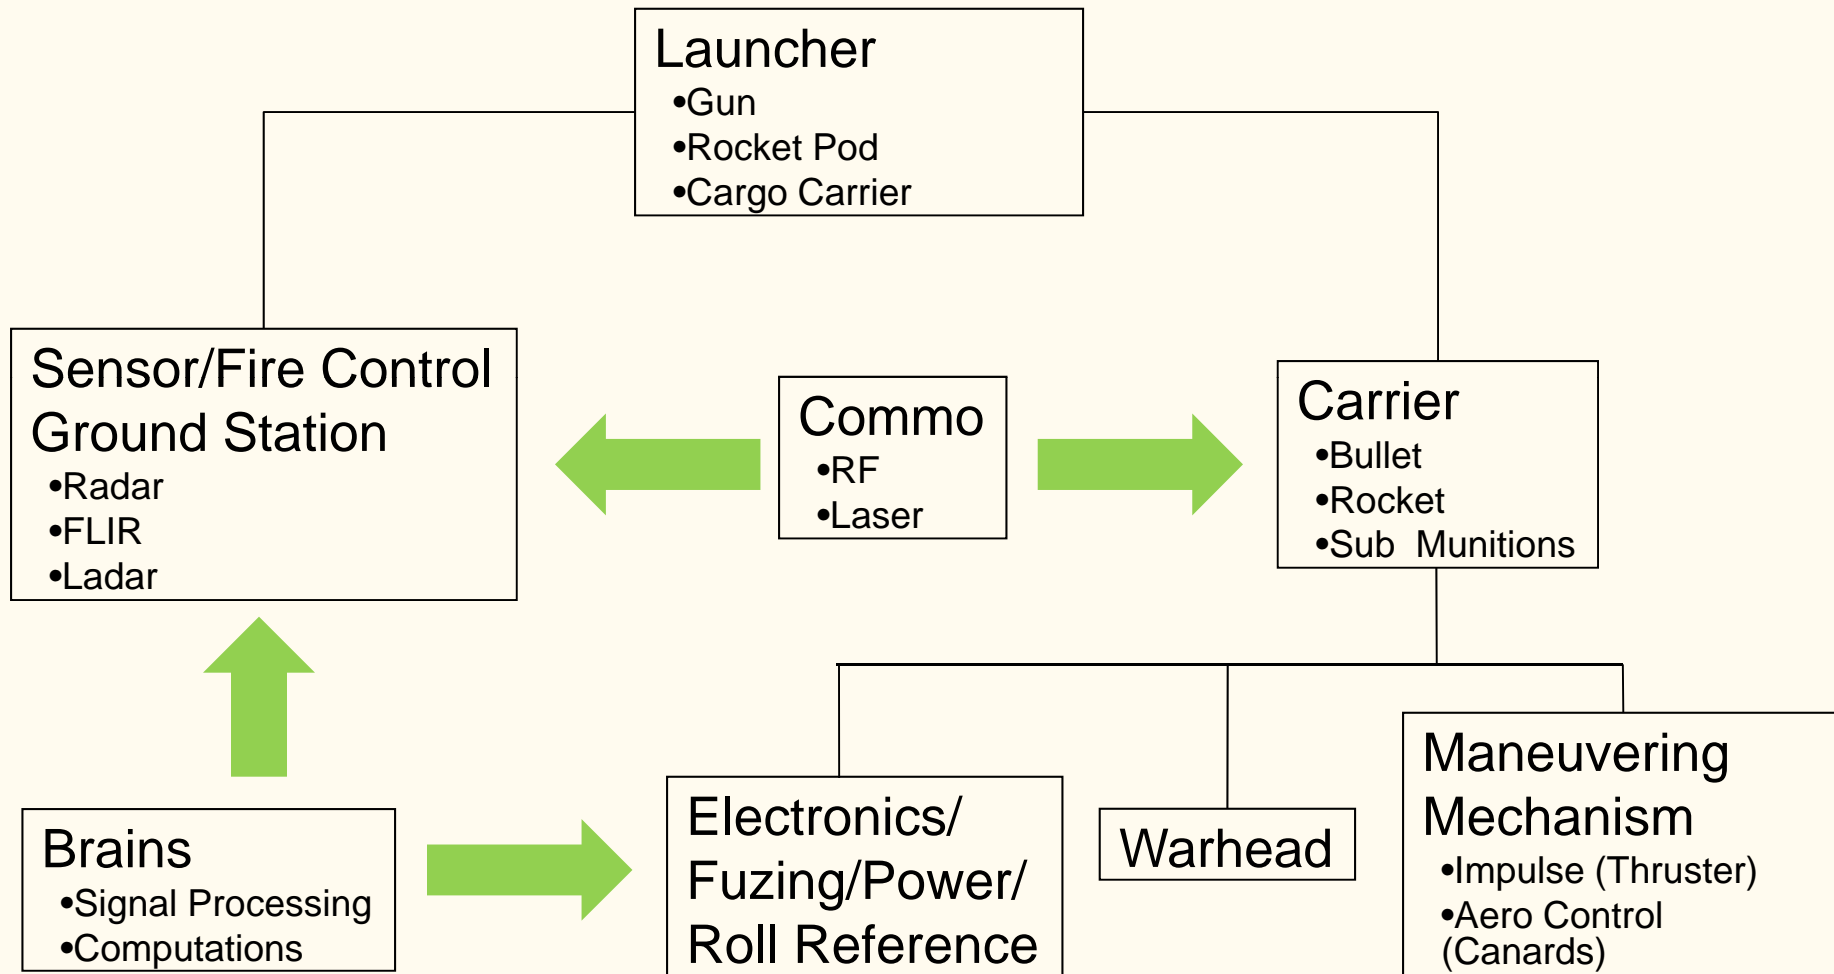 Launcher
•Gun
•Rocket Pod
•Cargo Carrier
Sensor/Fire Control
Ground Station
•Radar
•FLIR
•Ladar
Commo
•RF
•Laser
Carrier
•Bullet
•Rocket
•Sub Munitions
Brains
•Signal Processing
•Computations
Electronics/
Fuzing/Power/
Roll Reference
Warhead
Maneuvering
Mechanism
•Impulse (Thruster)
•Aero Control
(Canards)